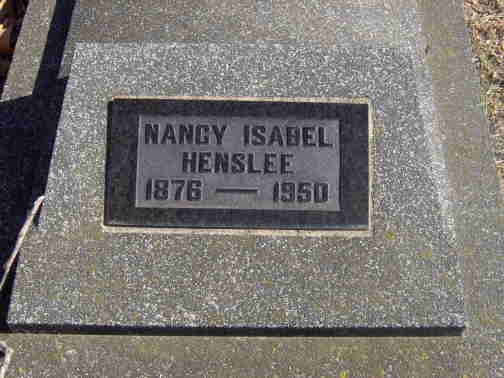 NANCY ISABEL
HENSLEE
1876 — 1950